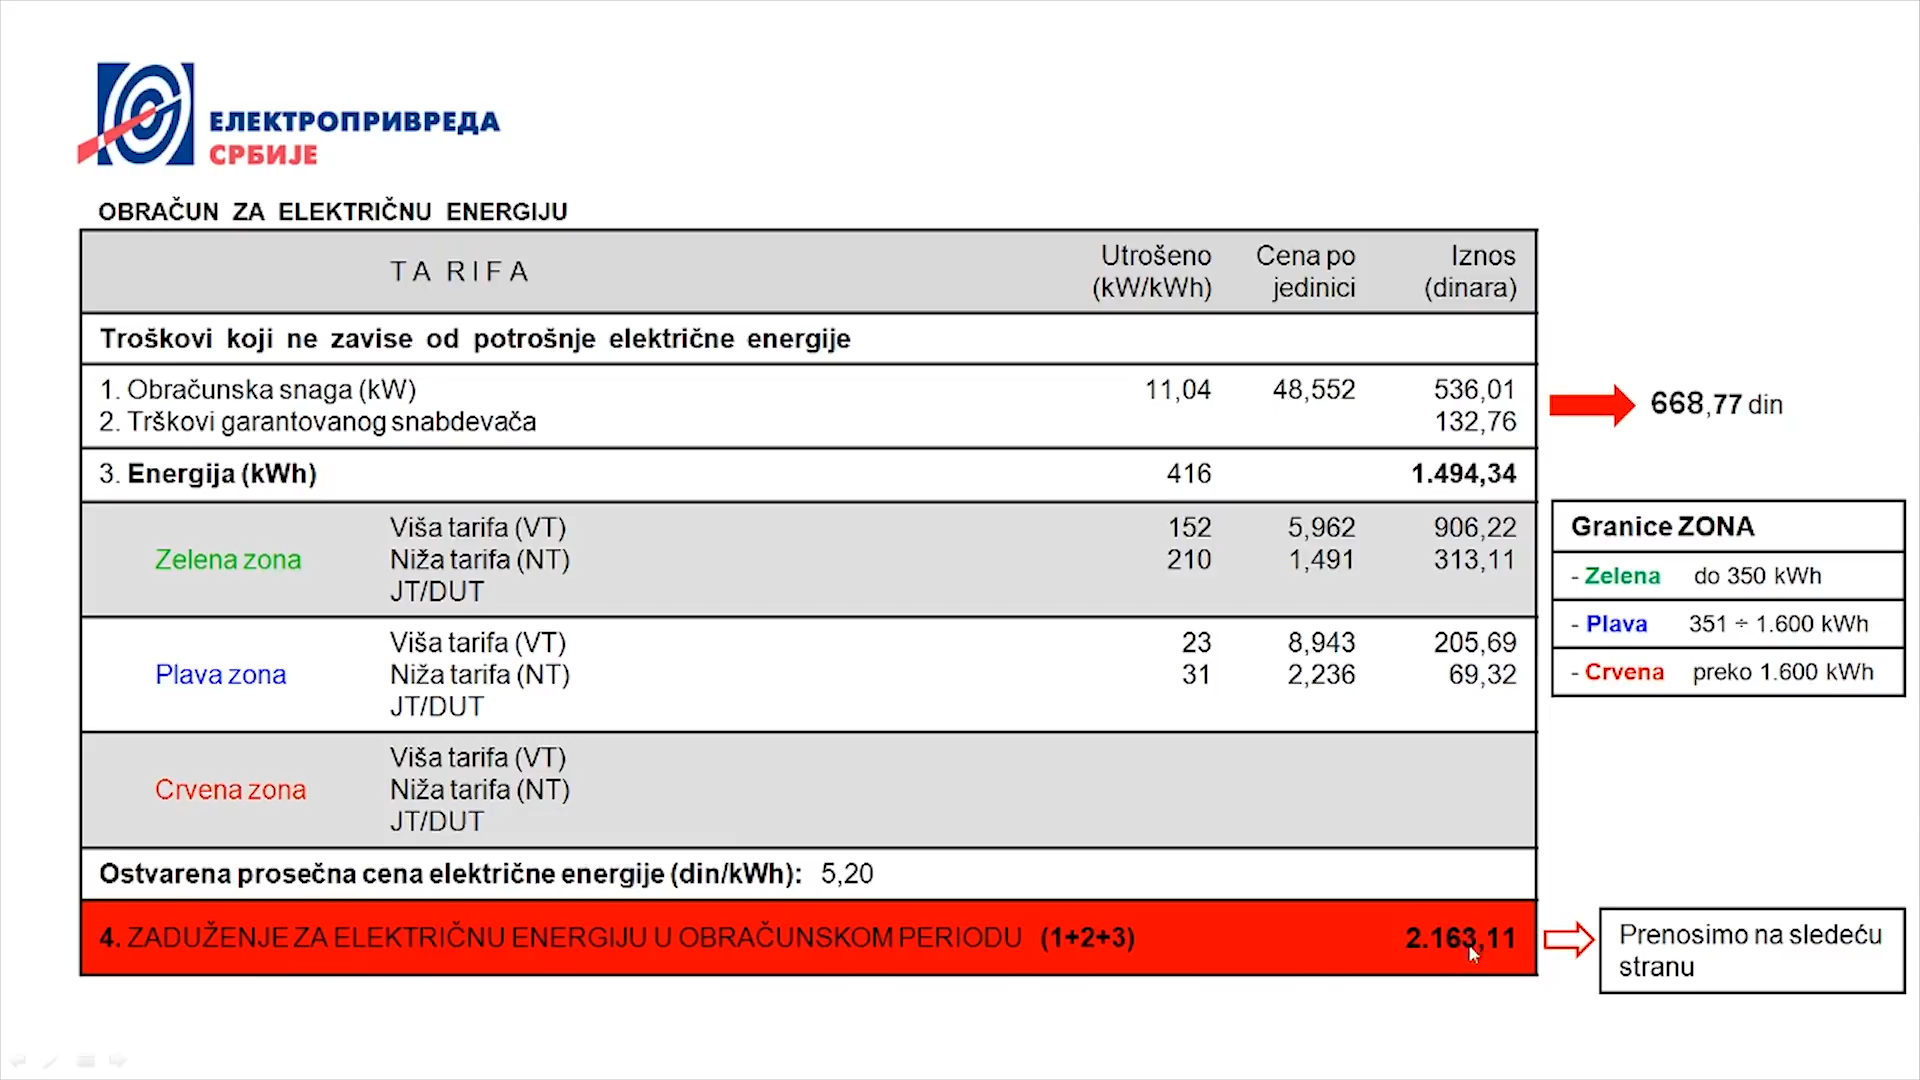 ЕЛЕКТРОПРИВРЕДА
СРБИЈЕ
OBRAČUN ZA ELEKTRIČNU ENERGIJU
TARIFA
Utrošeno (kW/kWh)
Cena po jedinici
Iznos (dinara)
Troškovi koji ne zavise od potrošnje električne energije
1. Obračunska snaga (kW) 11,04 48,552 536,01
2. Trškovi garantovanog snabdevača 132,76
668,77 din
3. Energija (kWh) 416 1.494,34
Zelena zona
Viša tarifa (VT) 152 5,962 906,22
Niža tarifa (NT) 210 1,491 313,11
JT/DUT
Plava zona
Viša tarifa (VT) 23 8,943 205,69
Niža tarifa (NT) 31 2,236 69,32
JT/DUT
Crvena zona
Viša tarifa (VT)
Niža tarifa (NT)
JT/DUT
Granice ZONA
- Zelena do 350 kWh
- Plava 351 ÷ 1.600 kWh
- Crvena preko 1.600 kWh
Ostvarena prosečna cena električne energije (din/kWh): 5,20
4. ZADUŽENJE ZA ELEKTRIČNU ENERGIJU U OBRAČUNSKOM PERIODU (1+2+3) 2.163,11
Prenosimo na sledeću
stranu